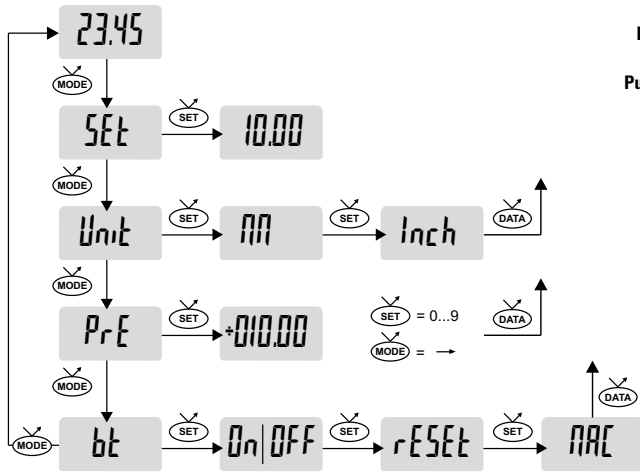 23.45
MODE
SEt
SET
10.00
MODE
Unit
SET
MM
SET
Inch
DATA
MODE
PrE
SET
÷010.00
SET = 0...9
MODE = →
DATA
MODE
MODE
bt
SET
On|OFF
SET
rESEt
SET
MAC
DATA
Pu